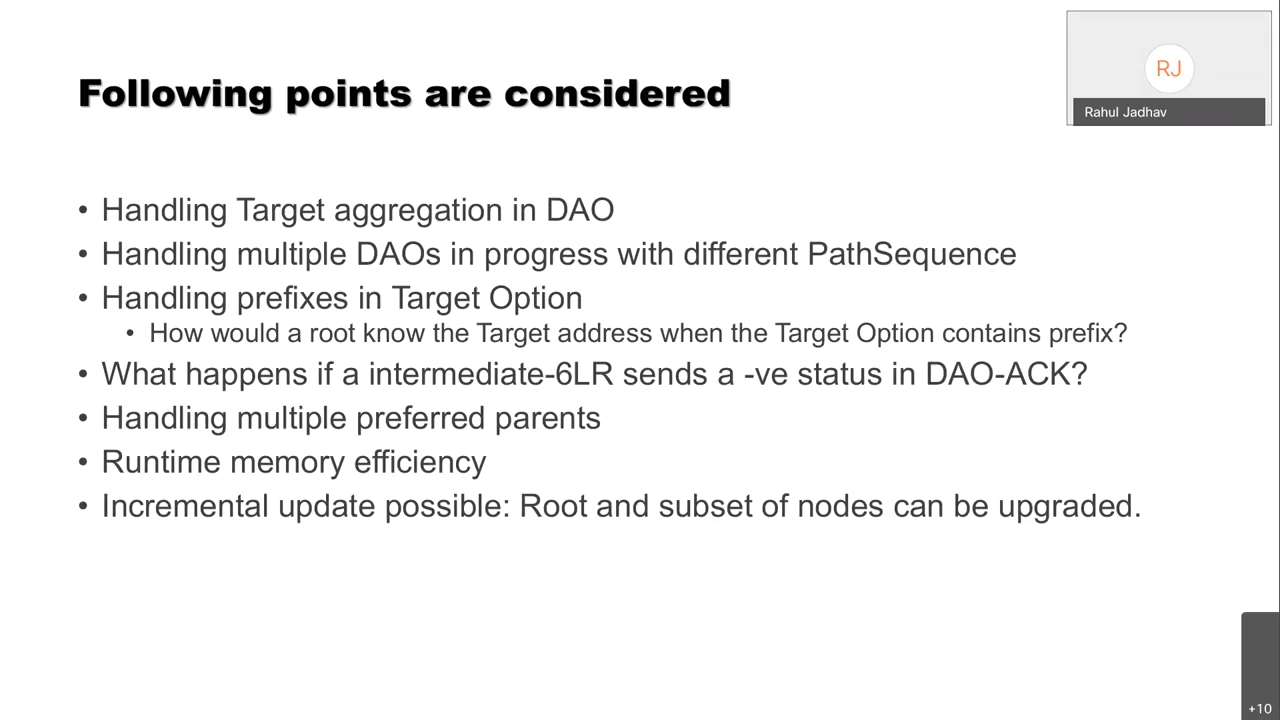 Following points are considered
RJ
Rahul Jadhav
• Handling Target aggregation in DAO
• Handling multiple DAOs in progress with different PathSequence
• Handling prefixes in Target Option
• How would a root know the Target address when the Target Option contains prefix?
• What happens if a intermediate-6LR sends a -ve status in DAO-ACK?
• Handling multiple preferred parents
• Runtime memory efficiency
• Incremental update possible: Root and subset of nodes can be upgraded.
+10